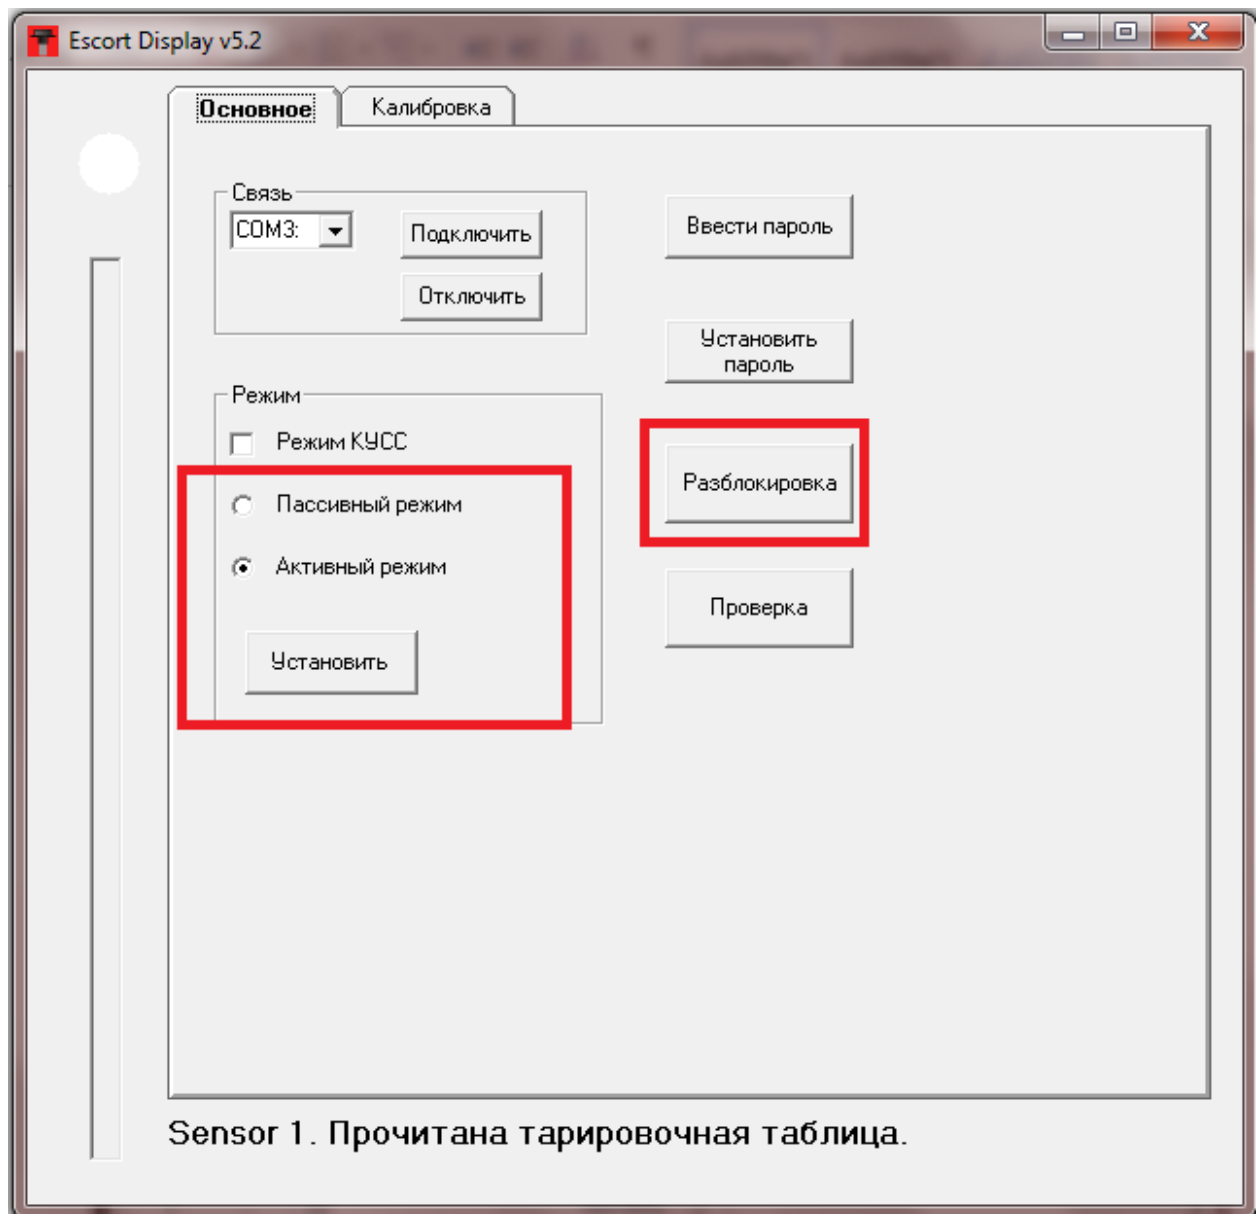 Escort Display v5.2
Основное
Калибровка
Связь
COM3:
Подключить
Отключить
Ввести пароль
Установить
пароль
Режим
Режим КУСС
Пассивный режим
Активный режим
Установить
Разблокировка
Проверка
Sensor 1. Прочитана тарировочная таблица.